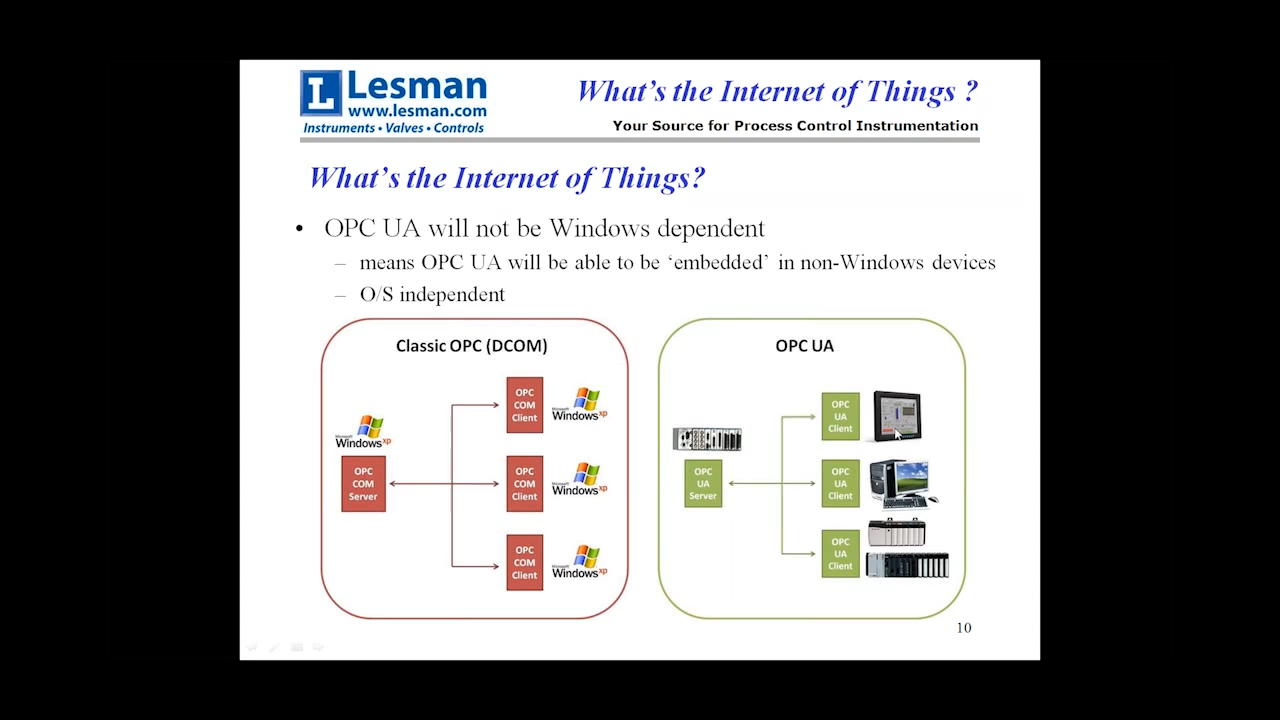 L Lesman
www.lesman.com
Instruments • Valves • Controls
What's the Internet of Things ?
Your Source for Process Control Instrumentation
What's the Internet of Things?
• OPC UA will not be Windows dependent
– means OPC UA will be able to be ‘embedded’ in non-Windows devices
– O/S independent
Classic OPC (DCOM)
Microsoft
Windows xp
OPC
COM
Server
OPC
COM
Client
Microsoft
Windows xp
OPC
COM
Client
Microsoft
Windows xp
OPC
COM
Client
Microsoft
Windows xp
OPC UA
OPC
UA
Server
OPC
UA
Client
OPC
UA
Client
OPC
UA
Client
10